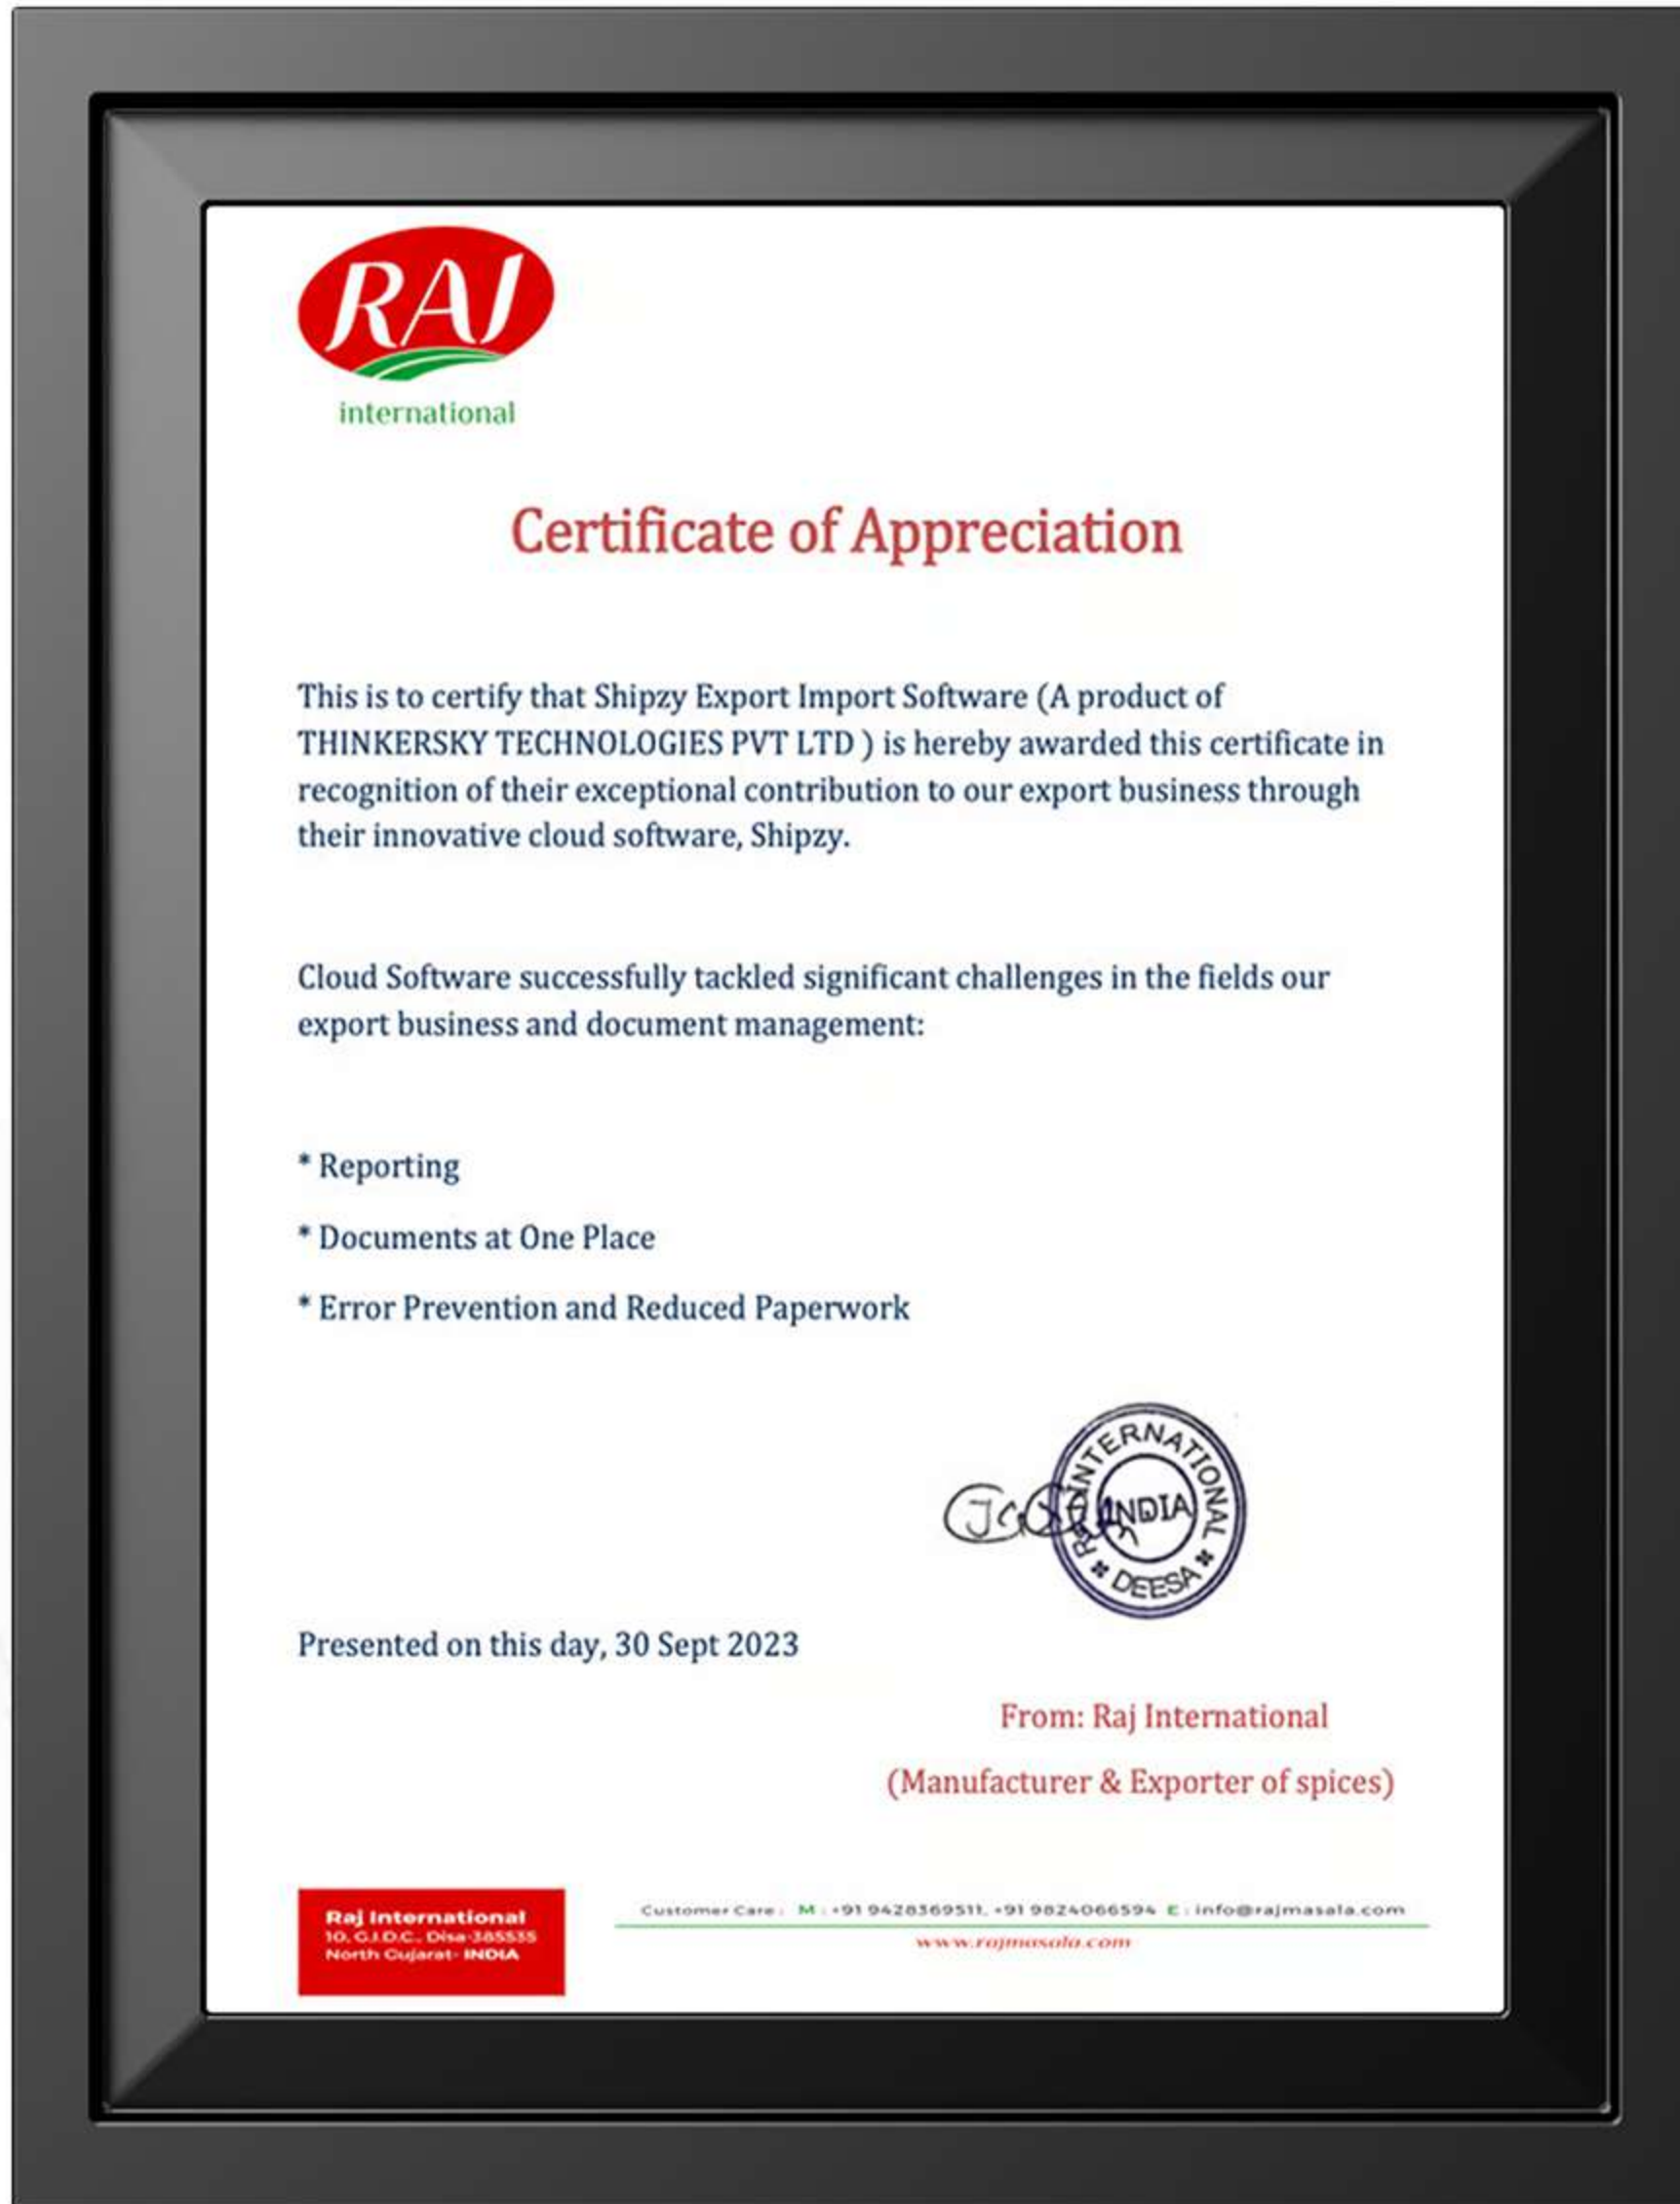 RAJ
international
Certificate of Appreciation
This is to certify that Shipzy Export Import Software (A product of
THINKERSKY TECHNOLOGIES PVT LTD ) is hereby awarded this certificate in
recognition of their exceptional contribution to our export business through
their innovative cloud software, Shipzy.
Cloud Software successfully tackled significant challenges in the fields our
export business and document management:
* Reporting
* Documents at One Place
* Error Prevention and Reduced Paperwork
RAJ INTERNATIONAL
INDIA
* DEESA *
Presented on this day, 30 Sept 2023
From: Raj International
(Manufacturer & Exporter of spices)
Raj International
10, G.I.D.C., Disa-385535
North Gujarat- INDIA
Customer Care : M : +91 9428369511, +91 9824066594 E : info@rajmasala.com
www.rajmasala.com